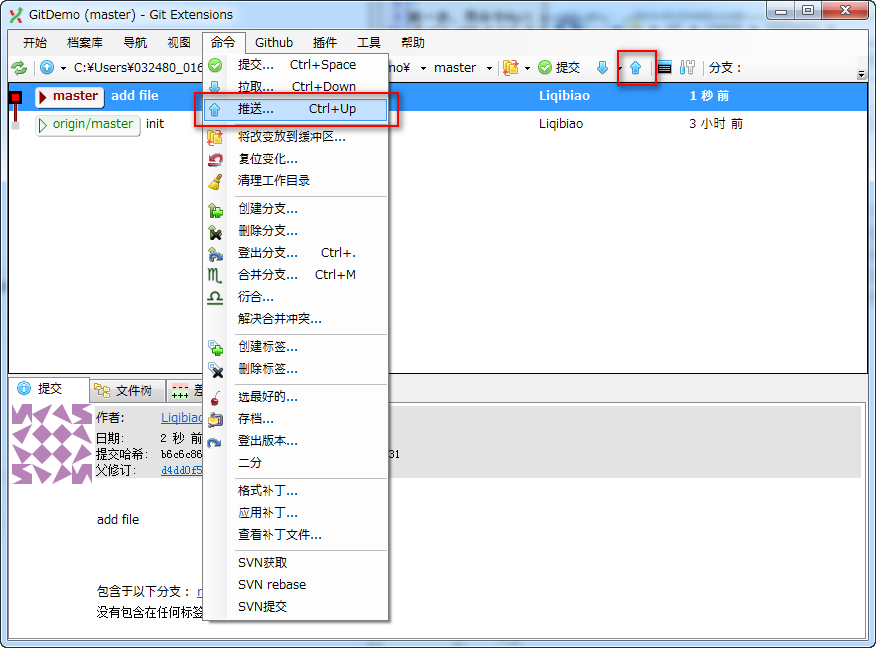 GitDemo (master) - Git Extensions
开始 档案库 导航 视图 命令 Github 插件 工具 帮助
C:¥Users¥032480_016 mo¥ master 提交 分支：
master add file Liqibiao 1 秒 前
origin/master init Liqibiao 3 小时 前
提交... Ctrl+Space
拉取... Ctrl+Down
推送... Ctrl+Up
将改变放到缓冲区...
复位变化...
清理工作目录
创建分支...
删除分支...
登出分支... Ctrl+.
合并分支... Ctrl+M
衍合...
解决合并冲突...
创建标签...
删除标签...
选最好的...
存档...
登出版本...
二分
格式补丁...
应用补丁...
查看补丁文件...
SVN获取
SVN rebase
SVN提交
提交 文件树 差
作者： Liqibiao
日期： 2 秒 前
提交哈希： b6c6c86 31
父修订： d4dd0f5
add file
包含于以下分支：
没有包含在任何标签